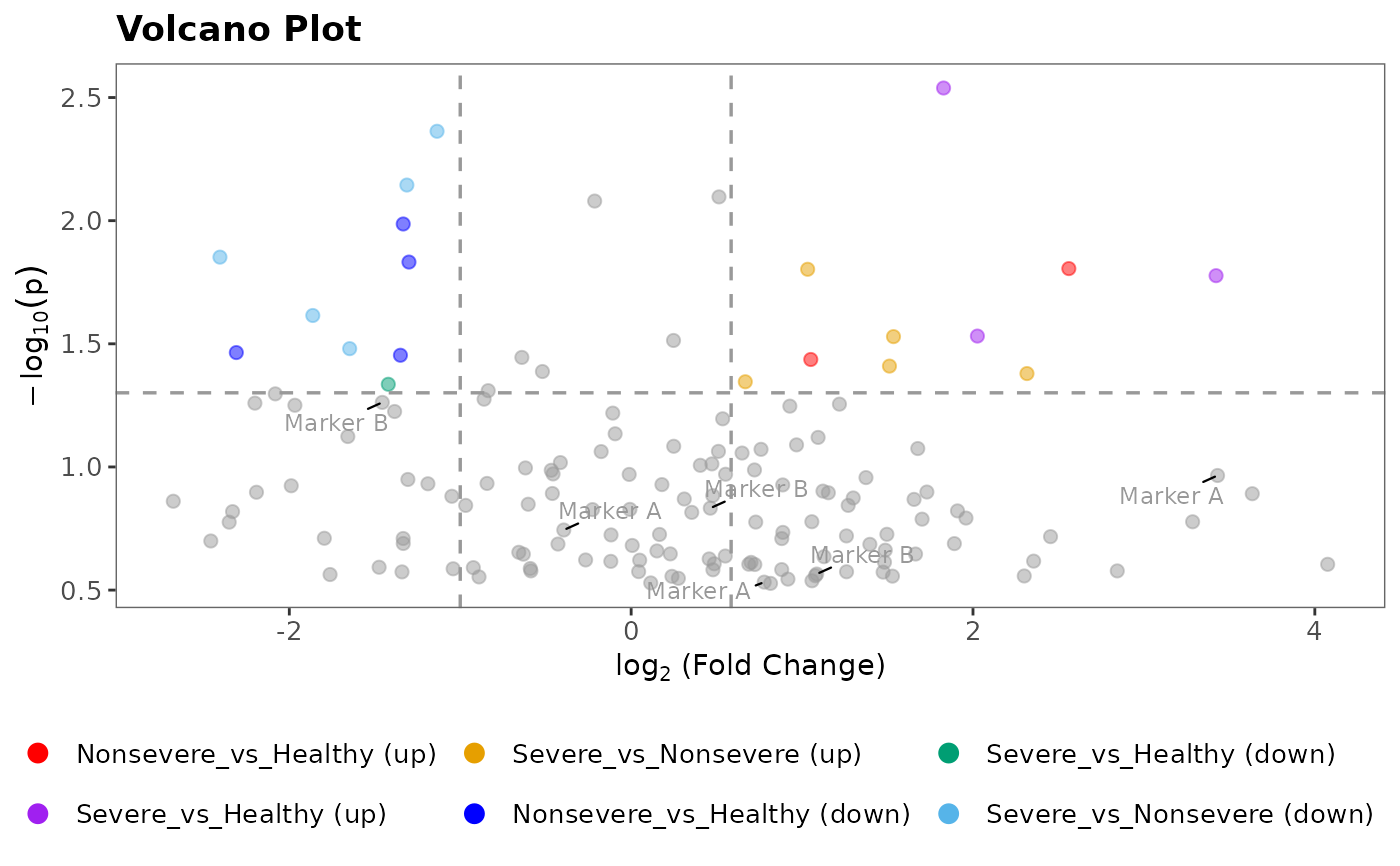 Volcano Plot
2.5
2.0
1.5
1.0
0.5
−log10(p)
Marker B
Marker A
Marker B
Marker A
Marker B
Marker A
-2
0
2
4
log2 (Fold Change)
Nonsevere_vs_Healthy (up)
Severe_vs_Nonsevere (up)
Severe_vs_Healthy (down)
Severe_vs_Healthy (up)
Nonsevere_vs_Healthy (down)
Severe_vs_Nonsevere (down)